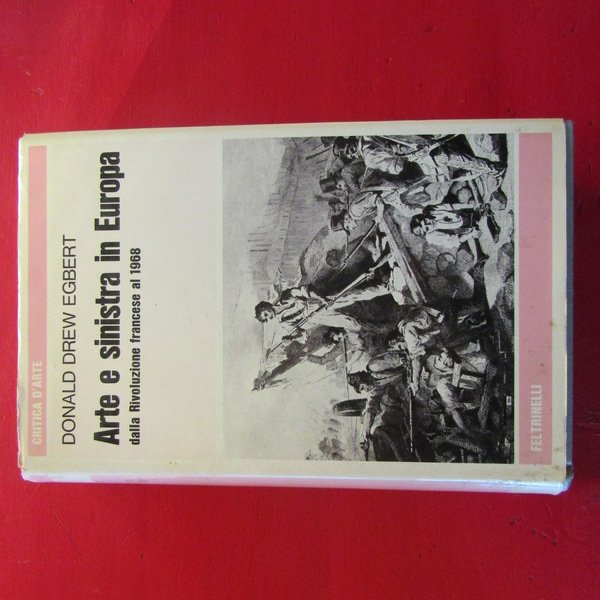 CRITICA D'ARTE
DONALD DREW EGBERT
Arte e sinistra in Europa
dalla Rivoluzione francese al 1968
FELTRINELLI